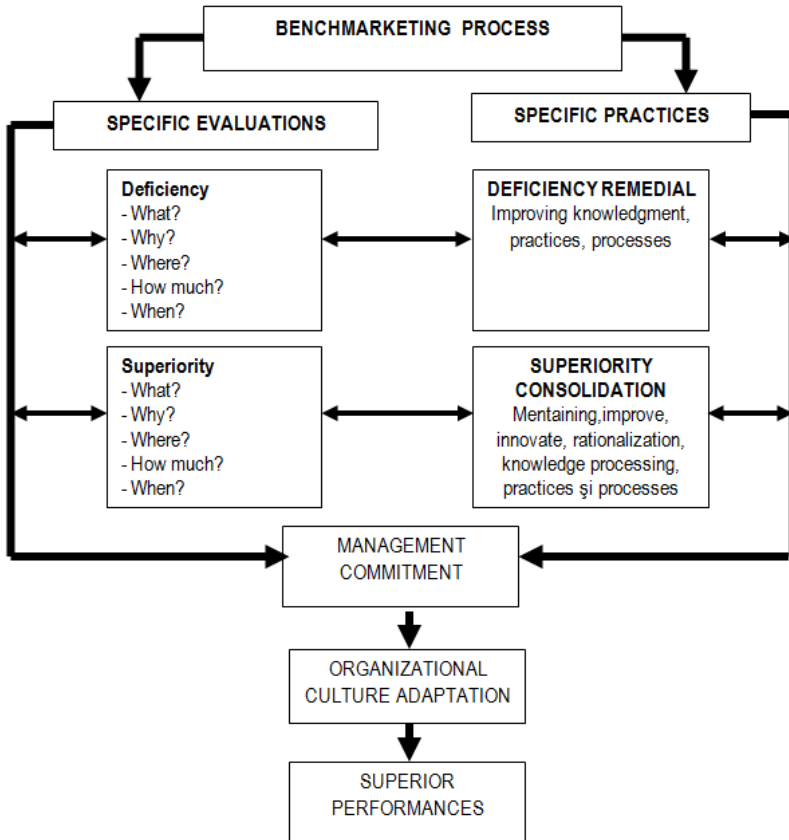 BENCHMARKETING PROCESS
SPECIFIC EVALUATIONS
SPECIFIC PRACTICES
Deficiency
- What?
- Why?
- Where?
- How much?
- When?
DEFICIENCY REMEDIAL
Improving knowledgment,
practices, processes
Superiority
- What?
- Why?
- Where?
- How much?
- When?
SUPERIORITY
CONSOLIDATION
Mentaining,improve,
innovate, rationalization,
knowledge processing,
practices şi processes
MANAGEMENT
COMMITMENT
ORGANIZATIONAL
CULTURE ADAPTATION
SUPERIOR
PERFORMANCES